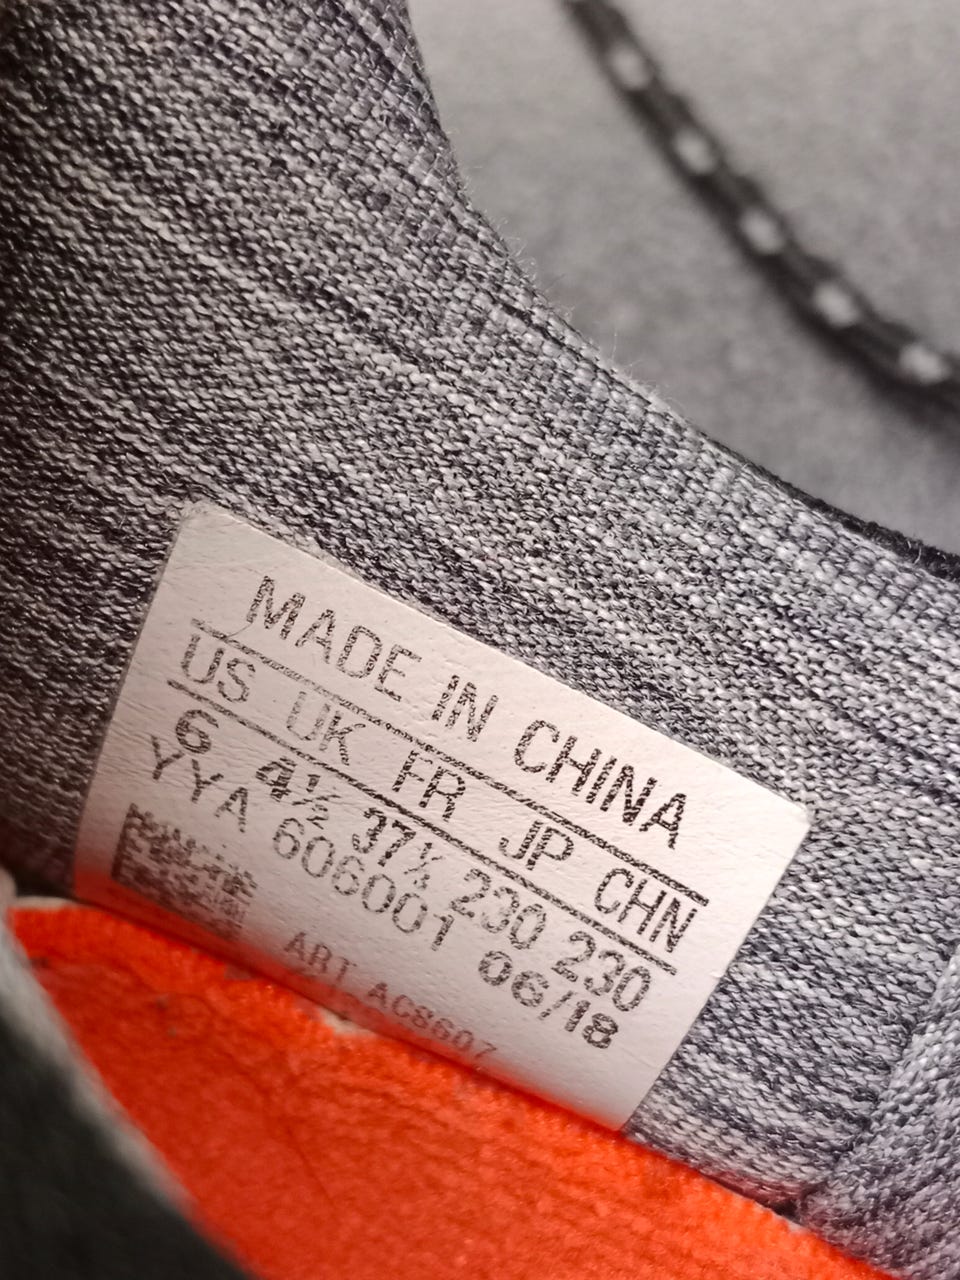 MADE IN CHINA
US UK FR JP CHN
6 4½ 37⅓ 230 230
YYA 606001 06/18
ART AC8607